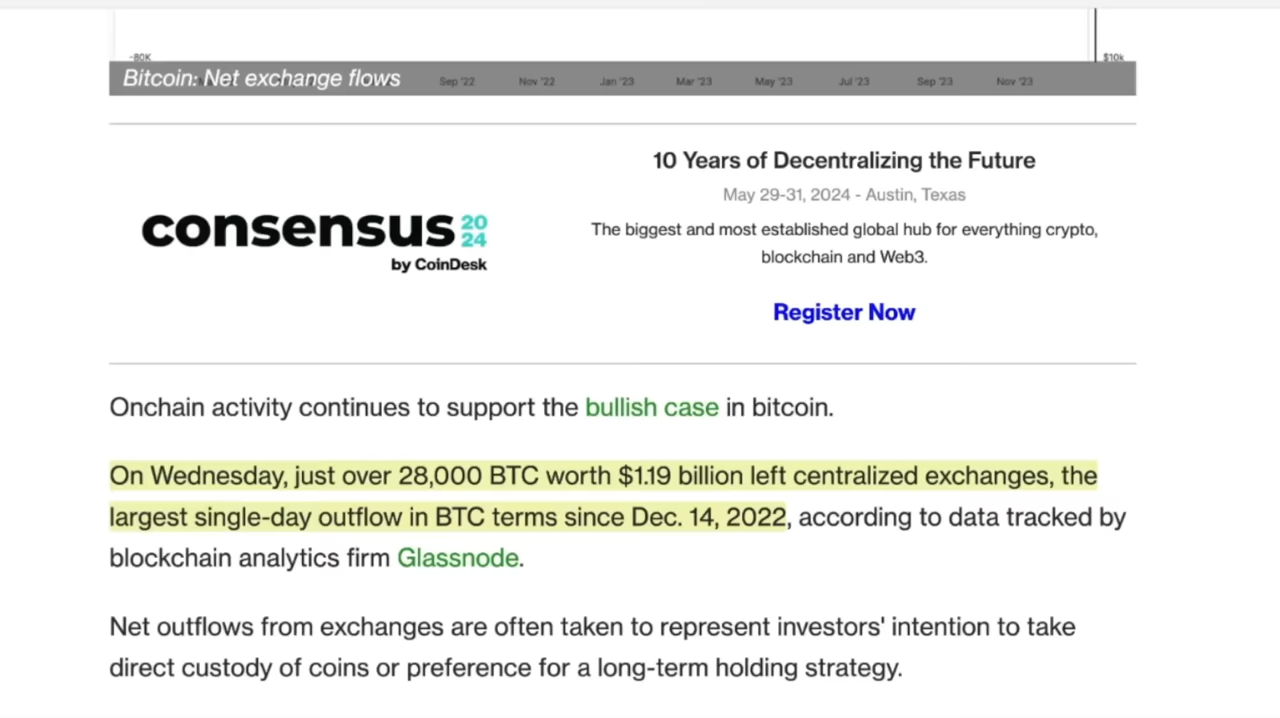 -80K
$10k
Bitcoin: Net exchange flows
Sep '22 Nov '22 Jan '23 Mar '23 May '23 Jul '23 Sep '23 Nov '23
10 Years of Decentralizing the Future
May 29-31, 2024 - Austin, Texas
consensus 20
24
by CoinDesk
The biggest and most established global hub for everything crypto,
blockchain and Web3.
Register Now
Onchain activity continues to support the bullish case in bitcoin.
On Wednesday, just over 28,000 BTC worth $1.19 billion left centralized exchanges, the
largest single-day outflow in BTC terms since Dec. 14, 2022, according to data tracked by
blockchain analytics firm Glassnode.
Net outflows from exchanges are often taken to represent investors' intention to take
direct custody of coins or preference for a long-term holding strategy.